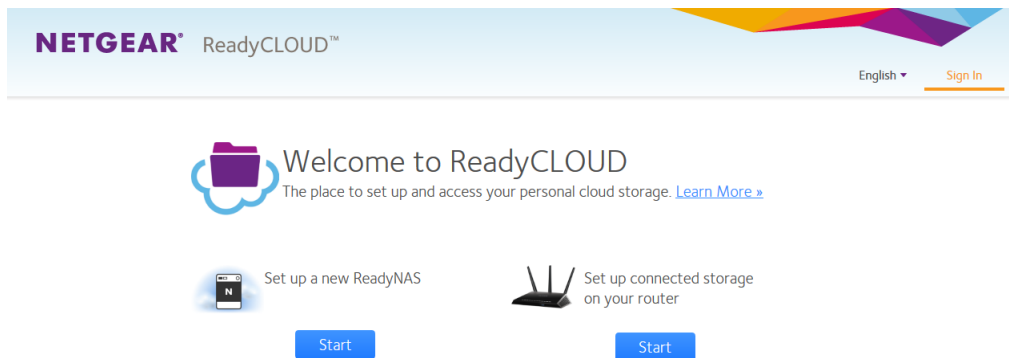 NETGEAR® ReadyCLOUD™
English Sign In
Welcome to ReadyCLOUD
The place to set up and access your personal cloud storage. Learn More »
Set up a new ReadyNAS
N
Start
Set up connected storage
on your router
Start